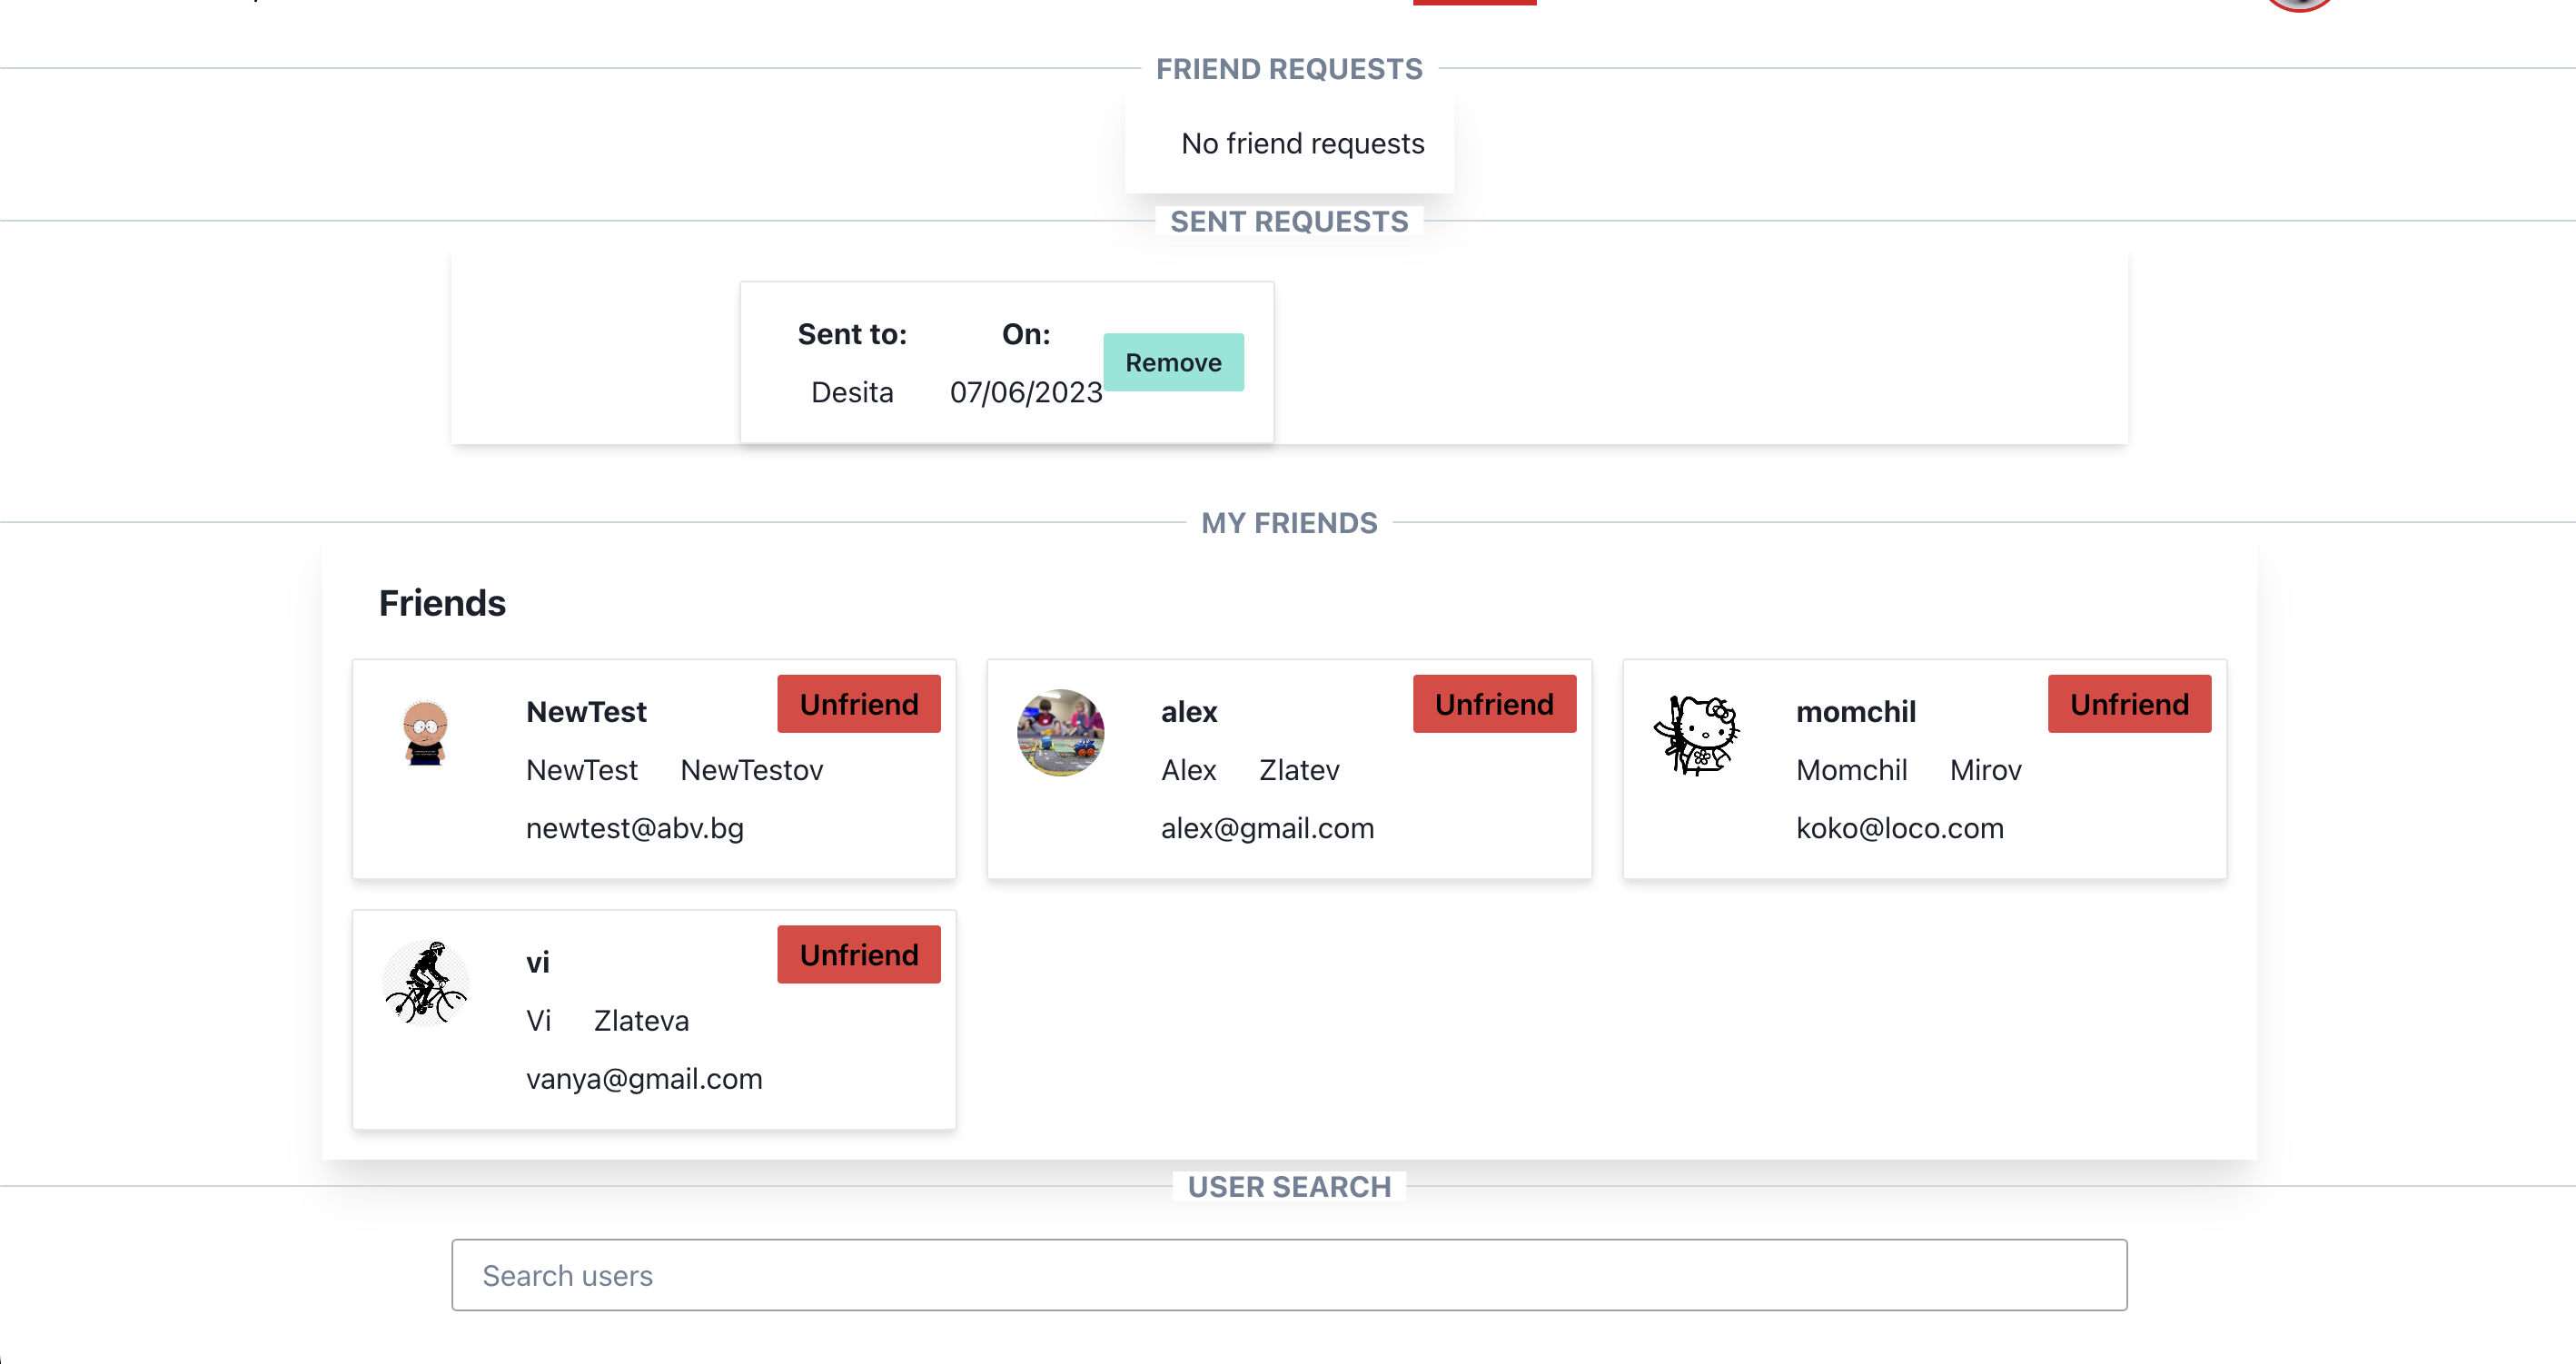 FRIEND REQUESTS
No friend requests
SENT REQUESTS
Sent to: On:
Remove
Desita 07/06/2023
MY FRIENDS
Friends
NewTest
Unfriend
NewTest NewTestov
newtest@abv.bg
alex
Unfriend
Alex Zlatev
alex@gmail.com
momchil
Unfriend
Momchil Mirov
koko@loco.com
vi
Unfriend
Vi Zlateva
vanya@gmail.com
USER SEARCH
Search users